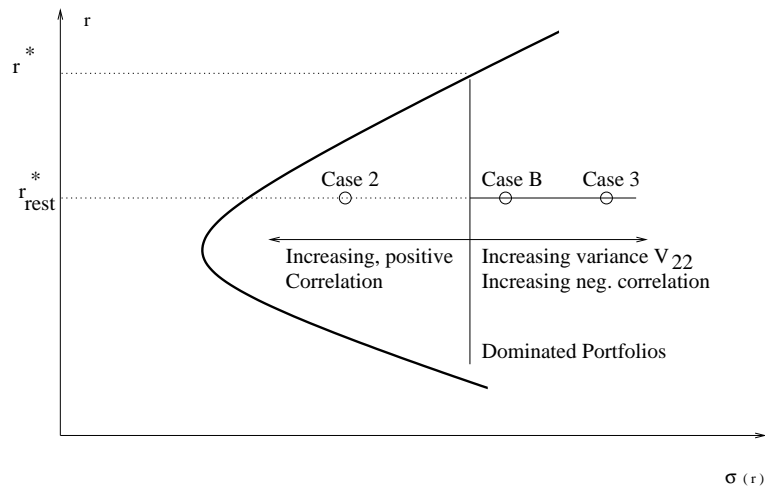 r
r*
r*rest
Case 2
Case B
Case 3
Increasing, positive
Correlation
Increasing variance V22
Increasing neg. correlation
Dominated Portfolios
σ (r)